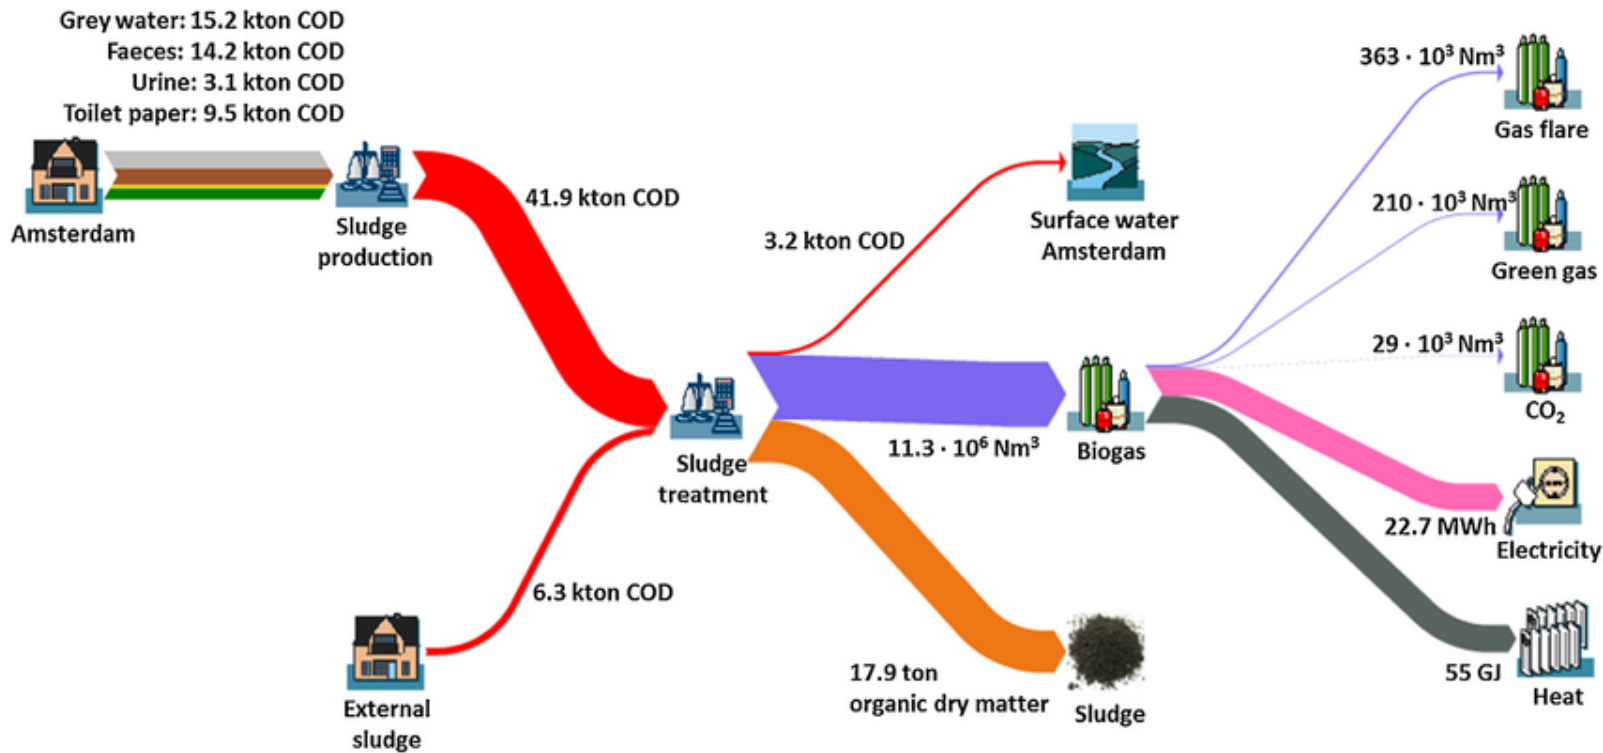 Grey water: 15.2 kton COD
Faeces: 14.2 kton COD
Urine: 3.1 kton COD
Toilet paper: 9.5 kton COD
Amsterdam
Sludge
production
41.9 kton COD
External
sludge
6.3 kton COD
Sludge
treatment
3.2 kton COD
Surface water
Amsterdam
11.3 · 10⁶ Nm³
Biogas
17.9 ton
organic dry matter
Sludge
363 · 10³ Nm³
Gas flare
210 · 10³ Nm³
Green gas
29 · 10³ Nm³
CO₂
22.7 MWh
Electricity
55 GJ
Heat